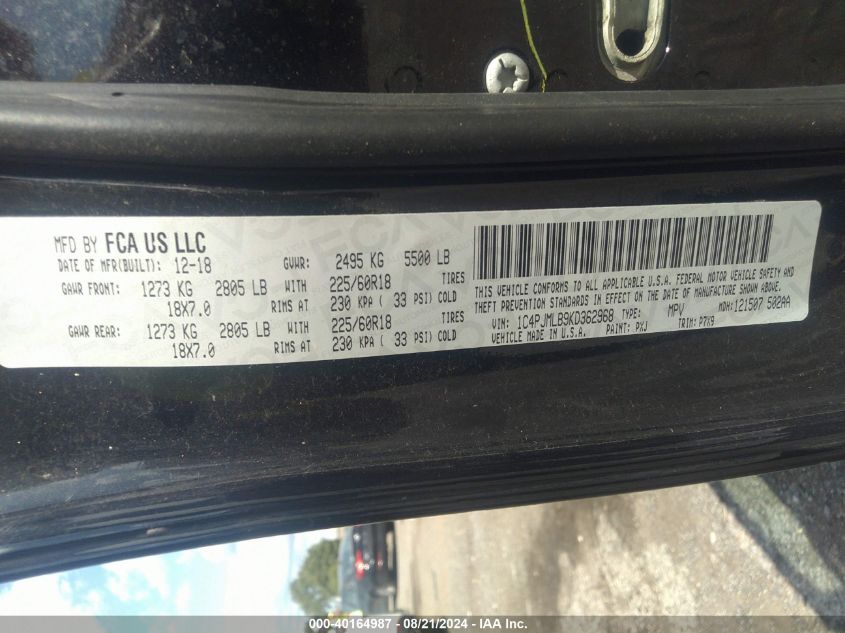 MFD BY FCA US LLC
DATE OF MFR(BUILT): 12-18 GVWR: 2495 KG 5500 LB
GAWR FRONT: 1273 KG 2805 LB WITH 225/60R18 TIRES
18X7.0 RIMS AT 230 KPA ( 33 PSI) COLD
GAWR REAR: 1273 KG 2805 LB WITH 225/60R18 TIRES
18X7.0 RIMS AT 230 KPA ( 33 PSI) COLD
THIS VEHICLE CONFORMS TO ALL APPLICABLE U.S.A. FEDERAL MOTOR VEHICLE SAFETY AND
THEFT PREVENTION STANDARDS IN EFFECT ON THE DATE OF MANUFACTURE SHOWN ABOVE.
VIN: 1C4PJMLB9KD362968 TYPE: MPV MDH: 121507 502AA
VEHICLE MADE IN U.S.A. PAINT: PXJ TRIM: P7X9
000-40164987 - 08/21/2024 - IAA Inc.